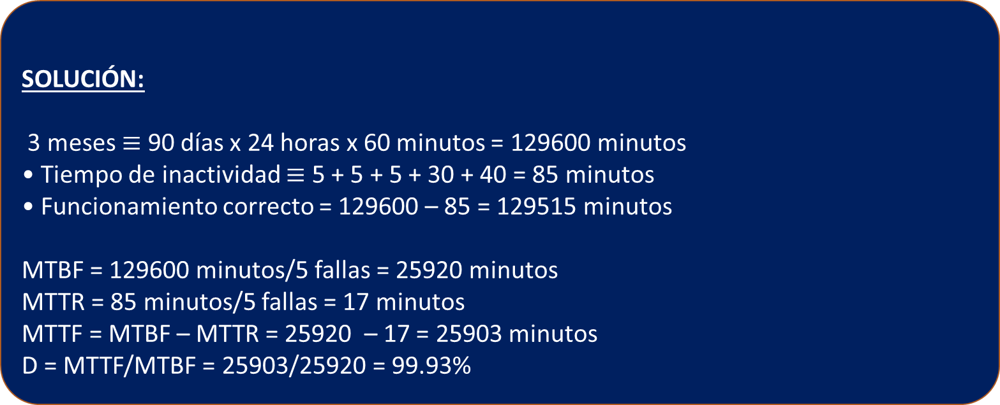 SOLUCIÓN:
3 meses ≡ 90 días x 24 horas x 60 minutos = 129600 minutos
• Tiempo de inactividad ≡ 5 + 5 + 5 + 30 + 40 = 85 minutos
• Funcionamiento correcto = 129600 – 85 = 129515 minutos
MTBF = 129600 minutos/5 fallas = 25920 minutos
MTTR = 85 minutos/5 fallas = 17 minutos
MTTF = MTBF – MTTR = 25920 – 17 = 25903 minutos
D = MTTF/MTBF = 25903/25920 = 99.93%